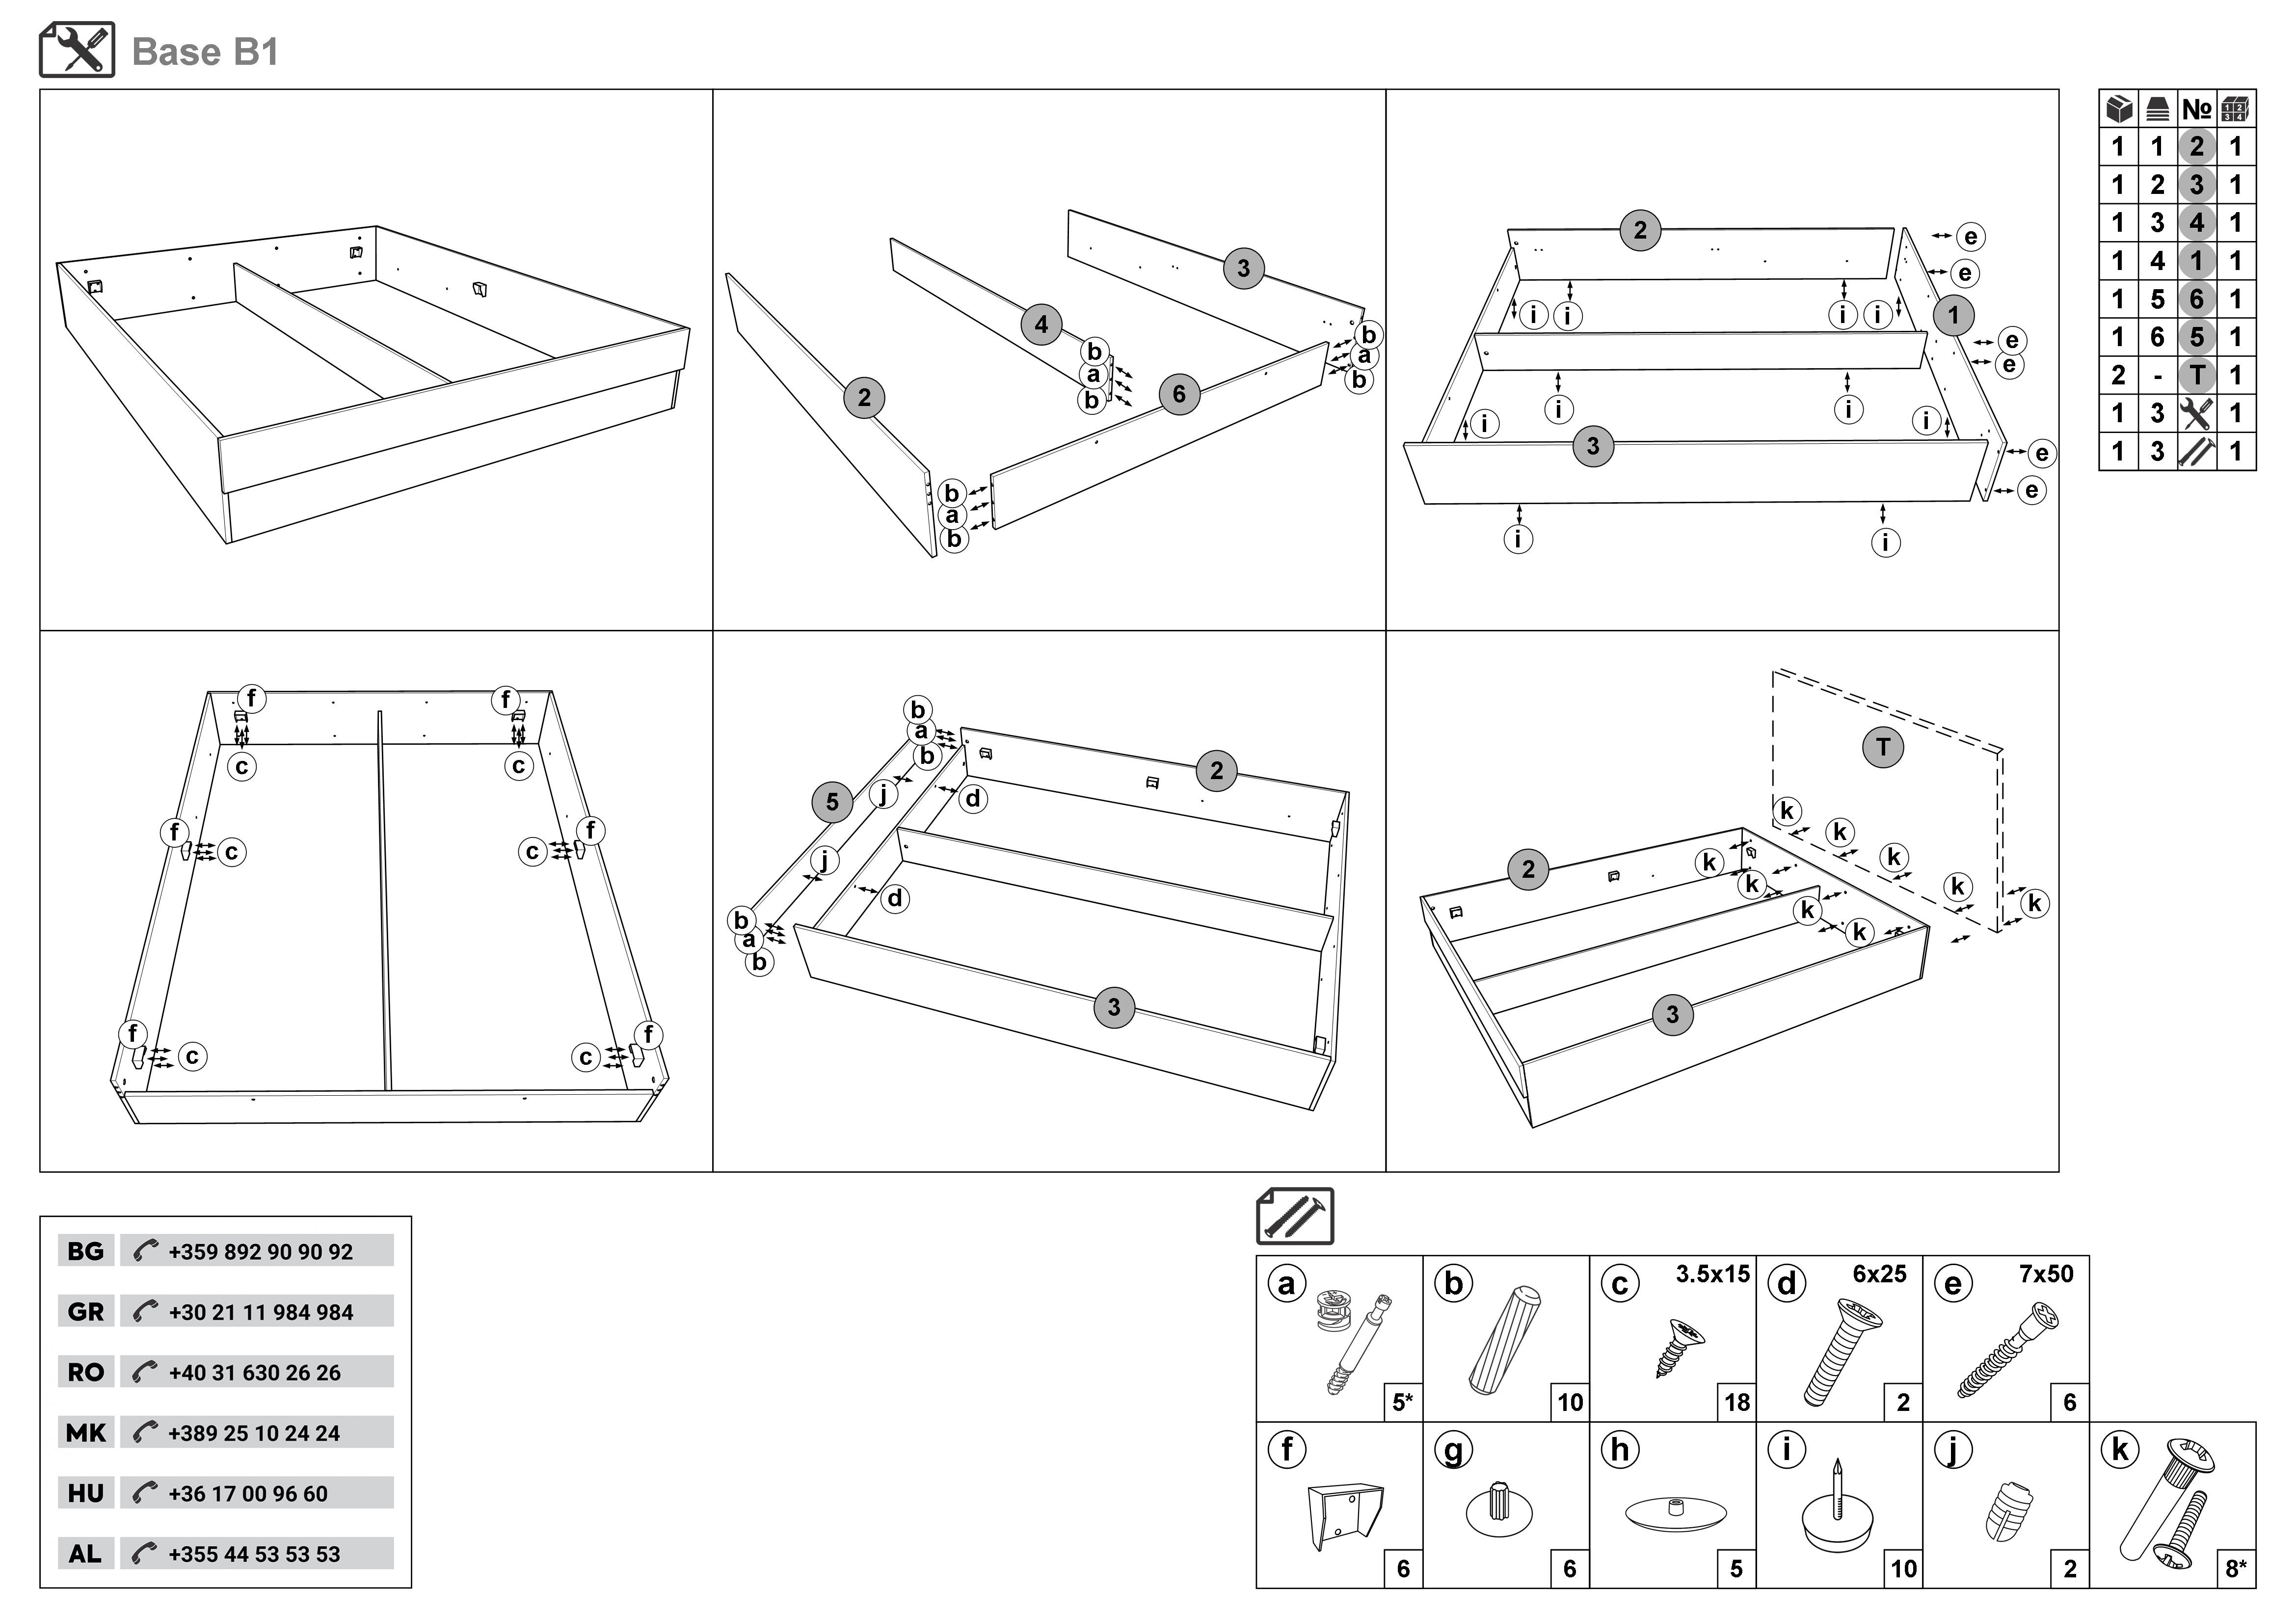 Base B1
2
4
3
6
b
a
b
b
a
b
b
a
b
2
e
e
1
i i i i
e
e
i i
i i
3
e
e
i i
№ 1 2 3 4
1 1 2 1
1 2 3 1
1 3 4 1
1 4 1 1
1 5 6 1
1 6 5 1
2 - T 1
1 3 1
1 3 1
f f
c c
f f
c c
f f
c c
b
a
b
5
j
d
2
j
d
b
a
b
3
T
k
k
k
k
k
k
k
k
k
2
3
BG +359 892 90 90 92
GR +30 21 11 984 984
RO +40 31 630 26 26
MK +389 25 10 24 24
HU +36 17 00 96 60
AL +355 44 53 53 53
a b c 3.5x15 d 6x25 e 7x50
5* 10 18 2 6
f g h i j k
6 6 5 10 2 8*